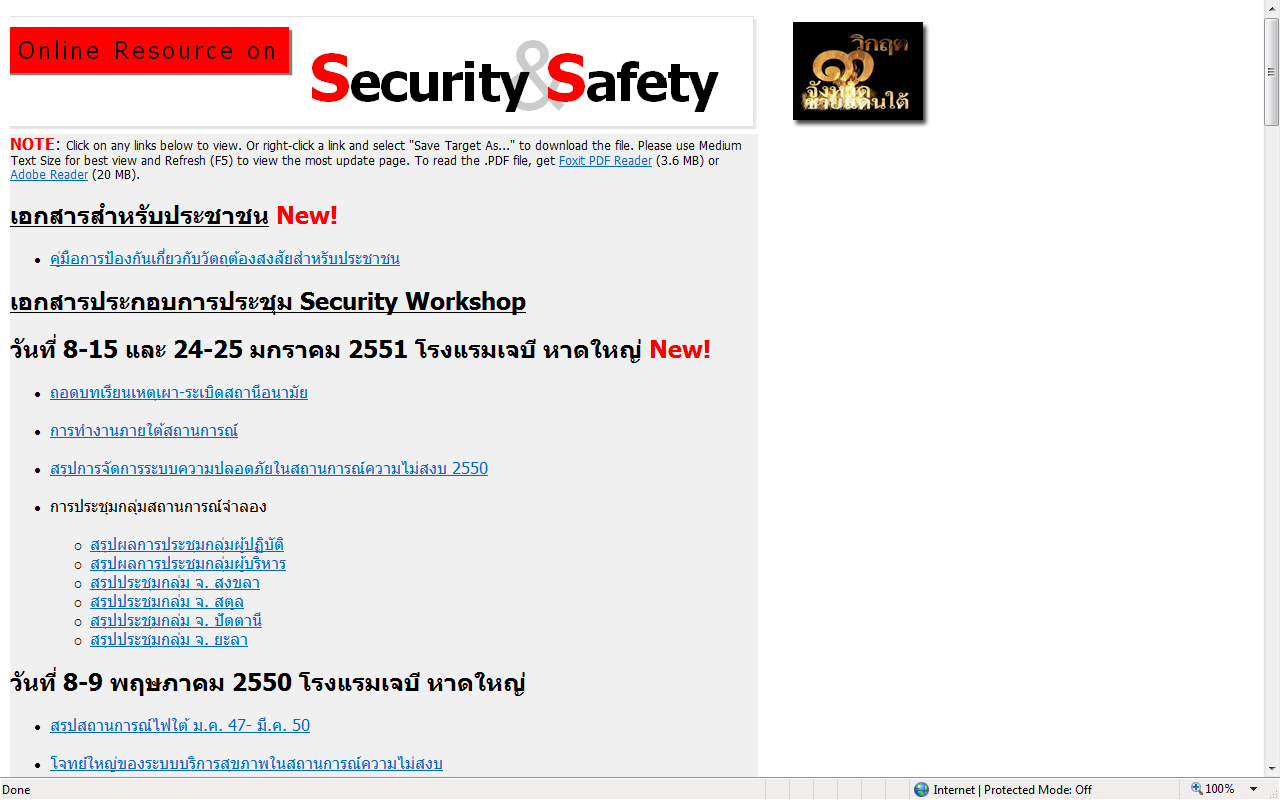 Online Resource on
Security & Safety
วิกฤต
๑๐
จังหวัด
ชายแดนใต้
NOTE: Click on any links below to view. Or right-click a link and select "Save Target As..." to download the file. Please use Medium
Text Size for best view and Refresh (F5) to view the most update page. To read the .PDF file, get Foxit PDF Reader (3.6 MB) or
Adobe Reader (20 MB).
เอกสารสำหรับประชาชน New!
คู่มือการป้องกันเกี่ยวกับวัตถุต้องสงสัยสำหรับประชาชน
เอกสารประกอบการประชุม Security Workshop
วันที่ 8-15 และ 24-25 มกราคม 2551 โรงแรมเจบี หาดใหญ่ New!
ถอดบทเรียนเหตุเผา-ระเบิดสถานีอนามัย
การทำงานภายใต้สถานการณ์
สรุปการจัดการระบบความปลอดภัยในสถานการณ์ความไม่สงบ 2550
การประชุมกลุ่มสถานการณ์จำลอง
สรุปผลการประชุมกลุ่มผู้ปฏิบัติ
สรุปผลการประชุมกลุ่มผู้บริหาร
สรุปประชุมกลุ่ม จ. สงขลา
สรุปประชุมกลุ่ม จ. สตูล
สรุปประชุมกลุ่ม จ. ปัตตานี
สรุปประชุมกลุ่ม จ. ยะลา
วันที่ 8-9 พฤษภาคม 2550 โรงแรมเจบี หาดใหญ่
สรุปสถานการณ์ไฟใต้ ม.ค. 47- มี.ค. 50
โจทย์ใหญ่ของระบบบริการสุขภาพในสถานการณ์ความไม่สงบ
Done
Internet | Protected Mode: Off
100%